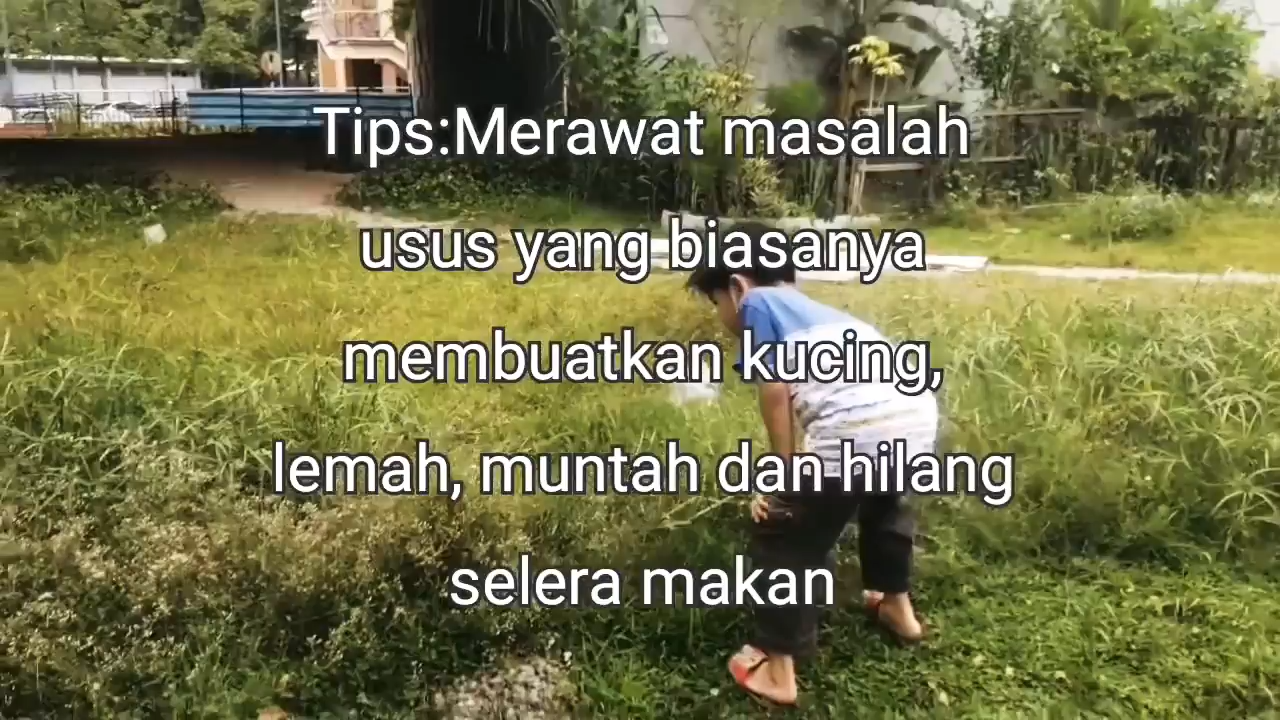 Tips:Merawat masalah
usus yang biasanya
membuatkan kucing,
lemah, muntah dan hilang
selera makan